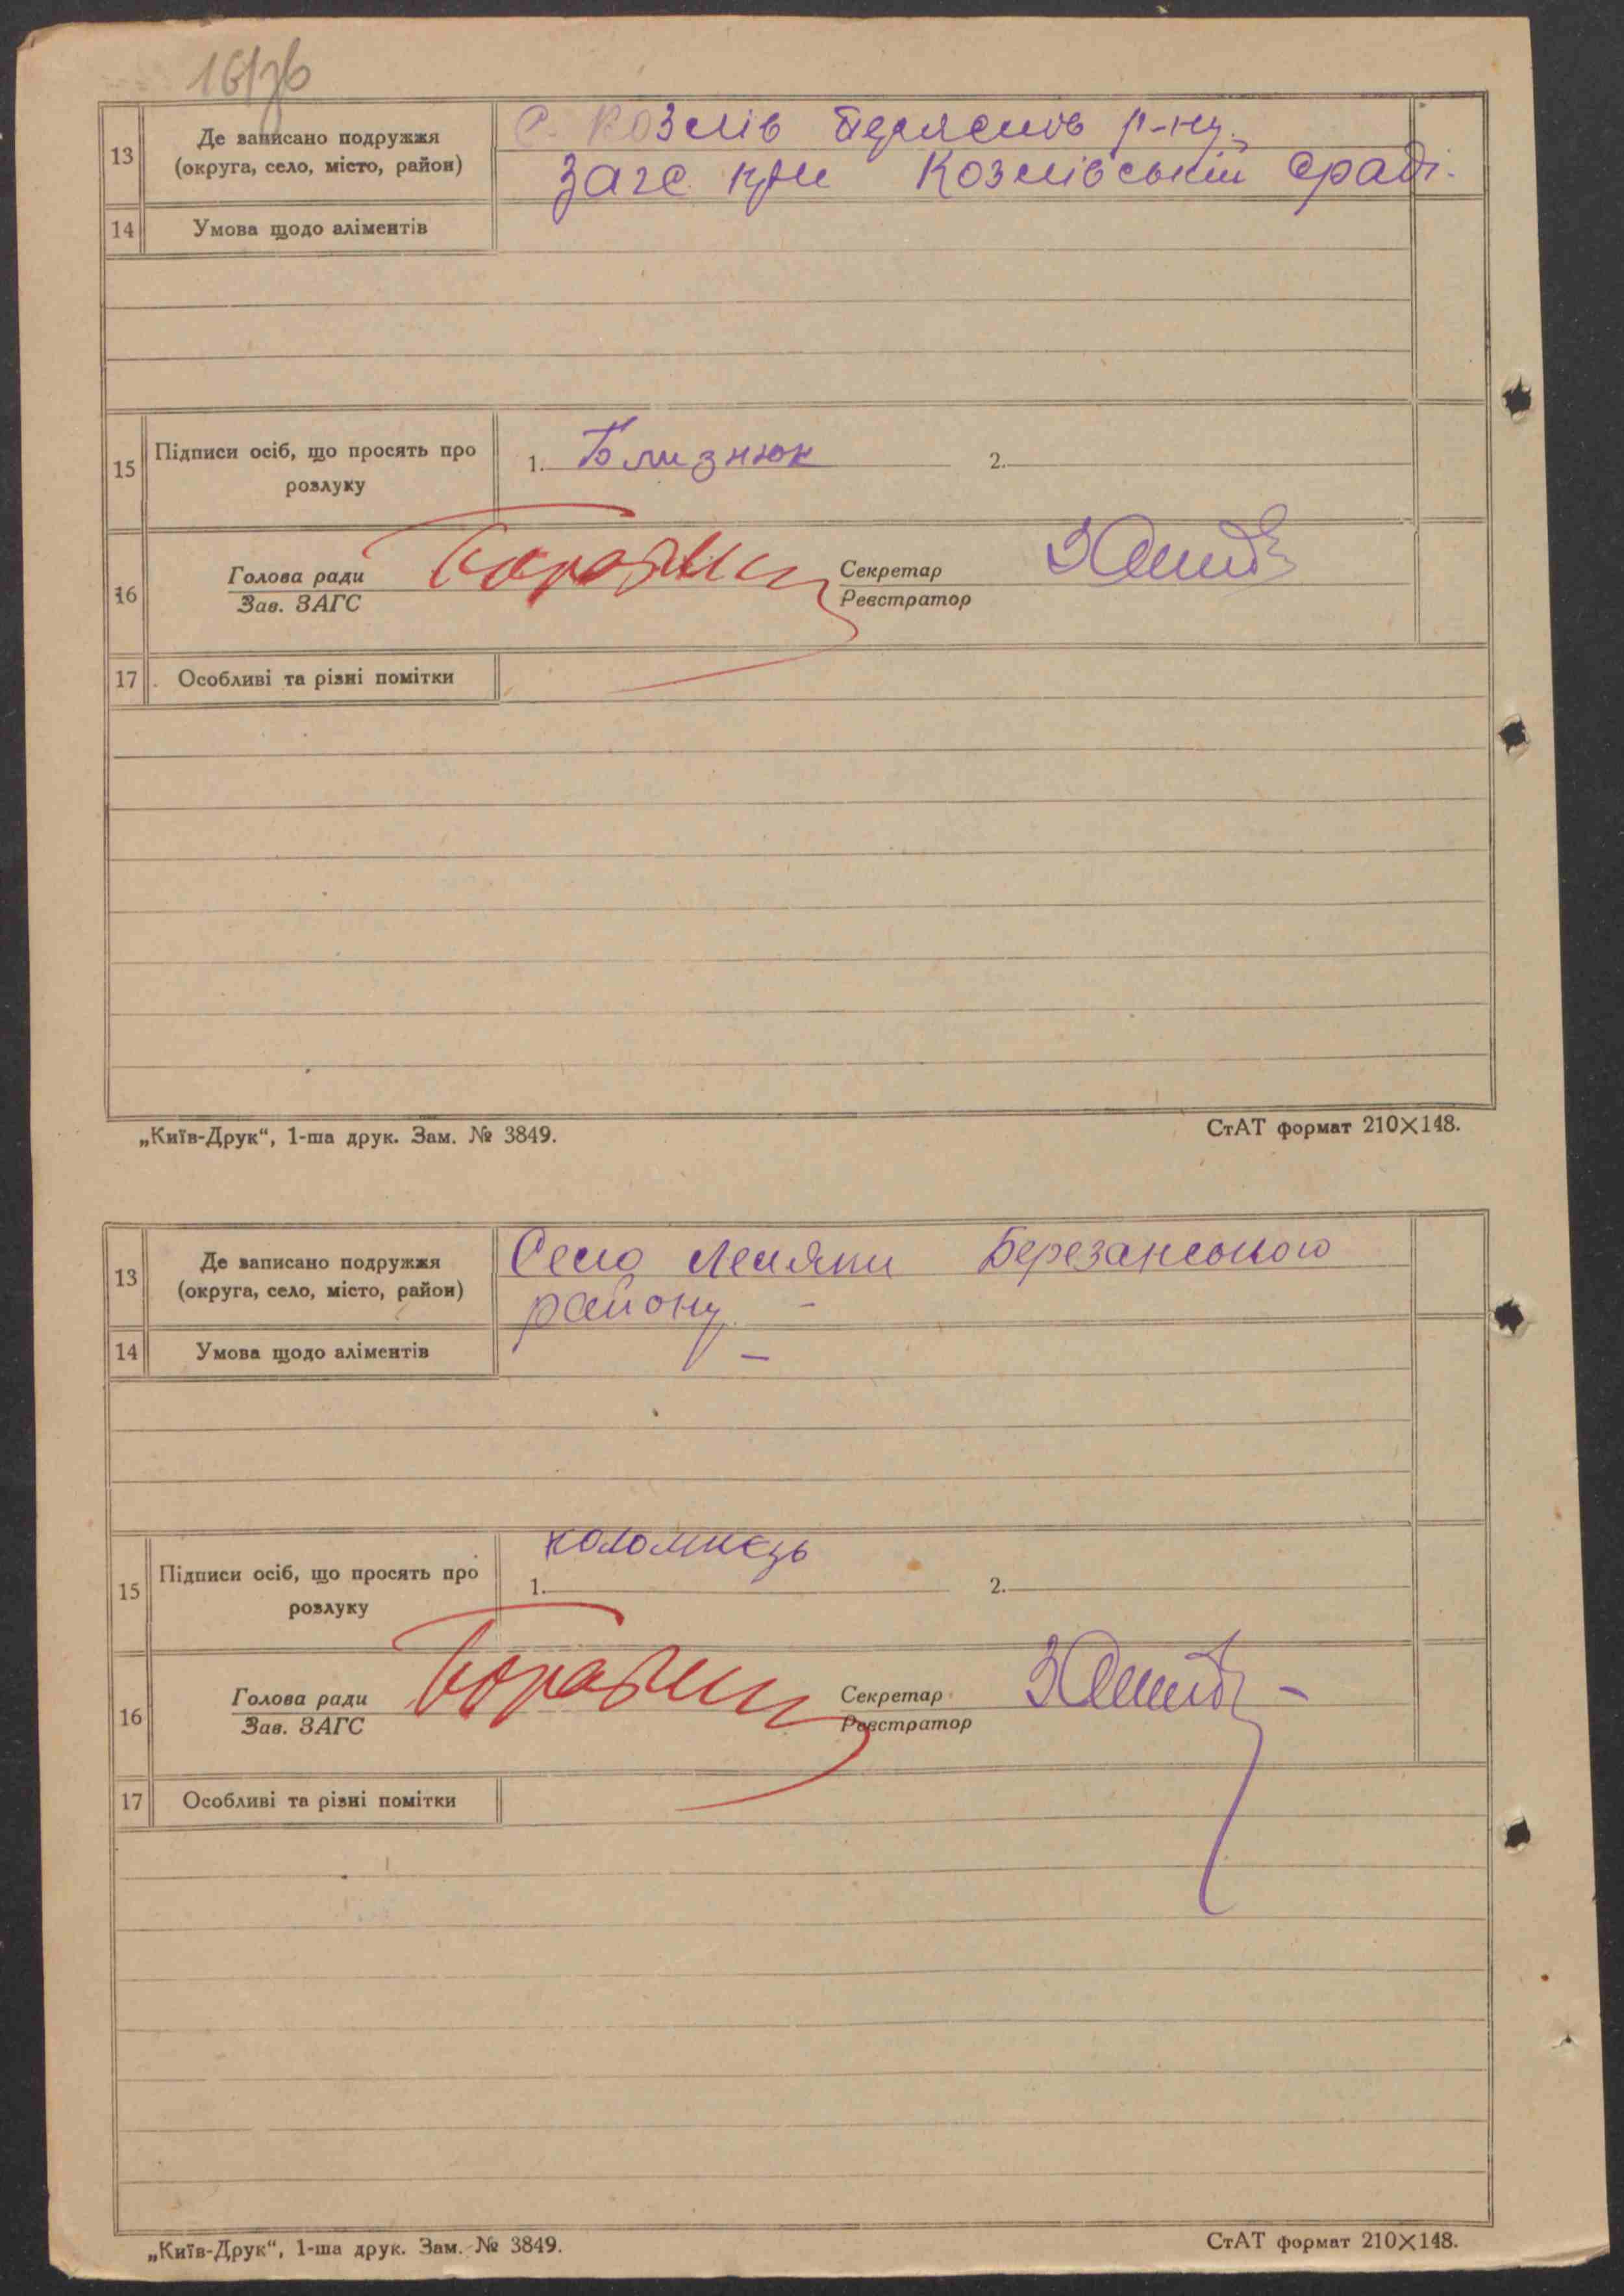 13
Де записано подружжя
(округа, село, місто, район)
с. Козлів р-ну.
Загс при Козлівській сраді.
14 Умова щодо аліментів
15 Підписи осіб, що просять про
розлуку
1. Близнюк 2.
16
Голова ради
Зав. ЗАГС
Секретар
Реєстратор
17 Особливі та різні помітки
„Київ-Друк“, 1-ша друк. Зам. № 3849. СтАТ формат 210×148.
13
Де записано подружжя
(округа, село, місто, район)
Село Лемяки Березанського
району –
14 Умова щодо аліментів –
15 Підписи осіб, що просять про
розлуку
1. коломиєць 2.
16
Голова ради
Зав. ЗАГС
Секретар
Реєстратор
17 Особливі та різні помітки
„Київ-Друк“, 1-ша друк. Зам. № 3849. СтАТ формат 210×148.